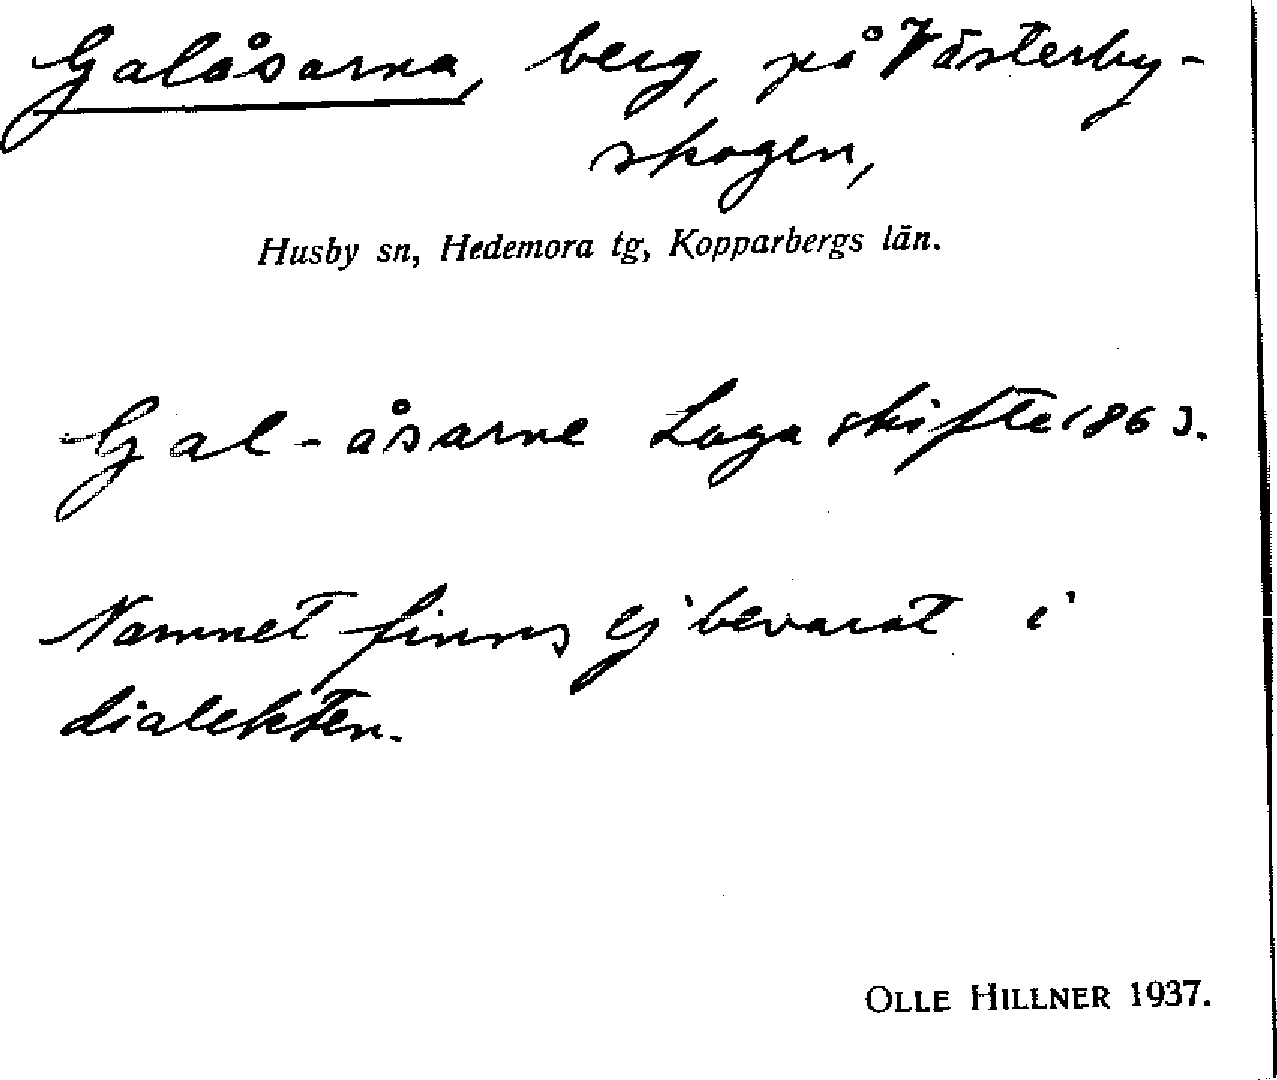 Galåsarna, berg, på Västerby-
skogen,
Husby sn, Hedemora tg, Kopparbergs län.
Gal-åsarne Laga skifte 1863.
Namnet finns ej bevarat i
dialekten.
OLLE HILLNER 1937.